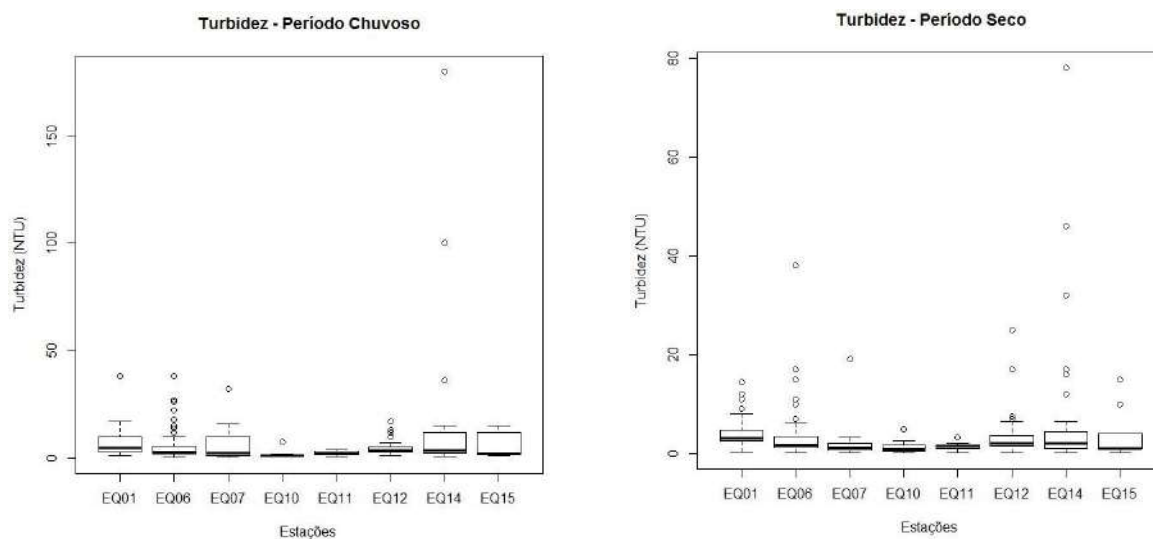 Turbidez - Período Chuvoso
Turbidez (NTU)
150
100
50
0
EQ01 EQ06 EQ07 EQ10 EQ11 EQ12 EQ14 EQ15
Estações
Turbidez - Período Seco
Turbidez (NTU)
80
60
40
20
0
EQ01 EQ06 EQ07 EQ10 EQ11 EQ12 EQ14 EQ15
Estações